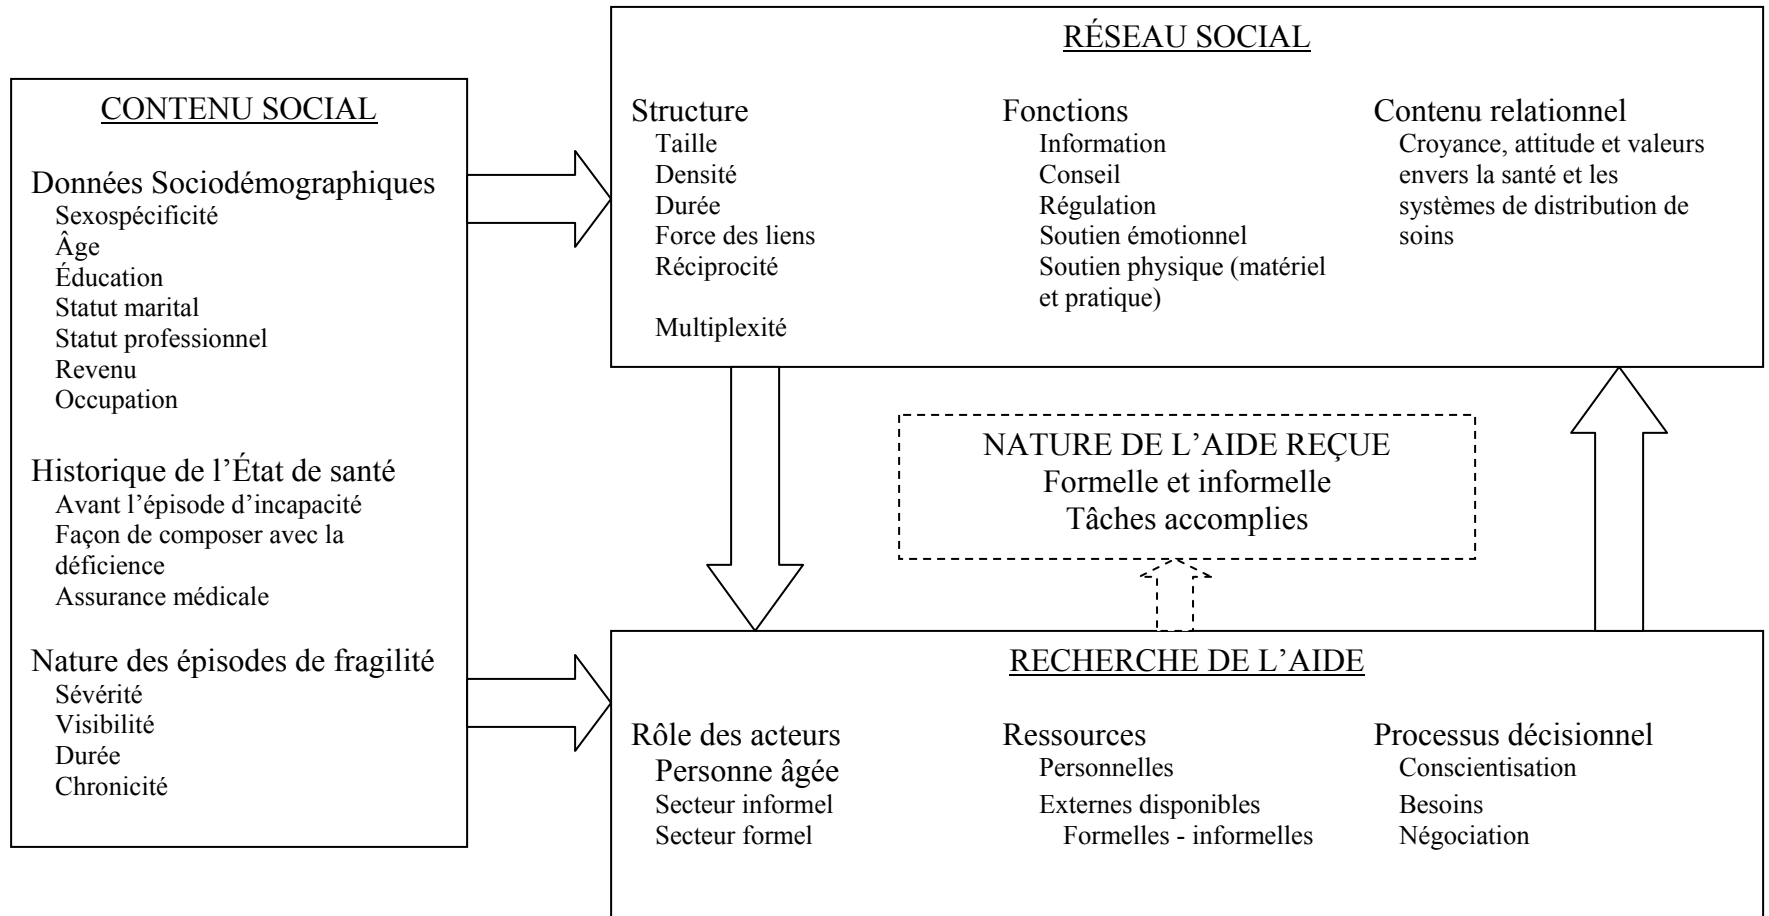 CONTENU SOCIAL
Données Sociodémographiques
Sexospécificité
Âge
Éducation
Statut marital
Statut professionnel
Revenu
Occupation
Historique de l’État de santé
Avant l’épisode d’incapacité
Façon de composer avec la
déficience
Assurance médicale
Nature des épisodes de fragilité
Sévérité
Visibilité
Durée
Chronicité
RÉSEAU SOCIAL
Structure
Taille
Densité
Durée
Force des liens
Réciprocité
Multiplexité
Fonctions
Information
Conseil
Régulation
Soutien émotionnel
Soutien physique (matériel
et pratique)
Contenu relationnel
Croyance, attitude et valeurs
envers la santé et les
systèmes de distribution de
soins
NATURE DE L’AIDE REÇUE
Formelle et informelle
Tâches accomplies
RECHERCHE DE L’AIDE
Rôle des acteurs
Personne âgée
Secteur informel
Secteur formel
Ressources
Personnelles
Externes disponibles
Formelles - informelles
Processus décisionnel
Conscientisation
Besoins
Négociation